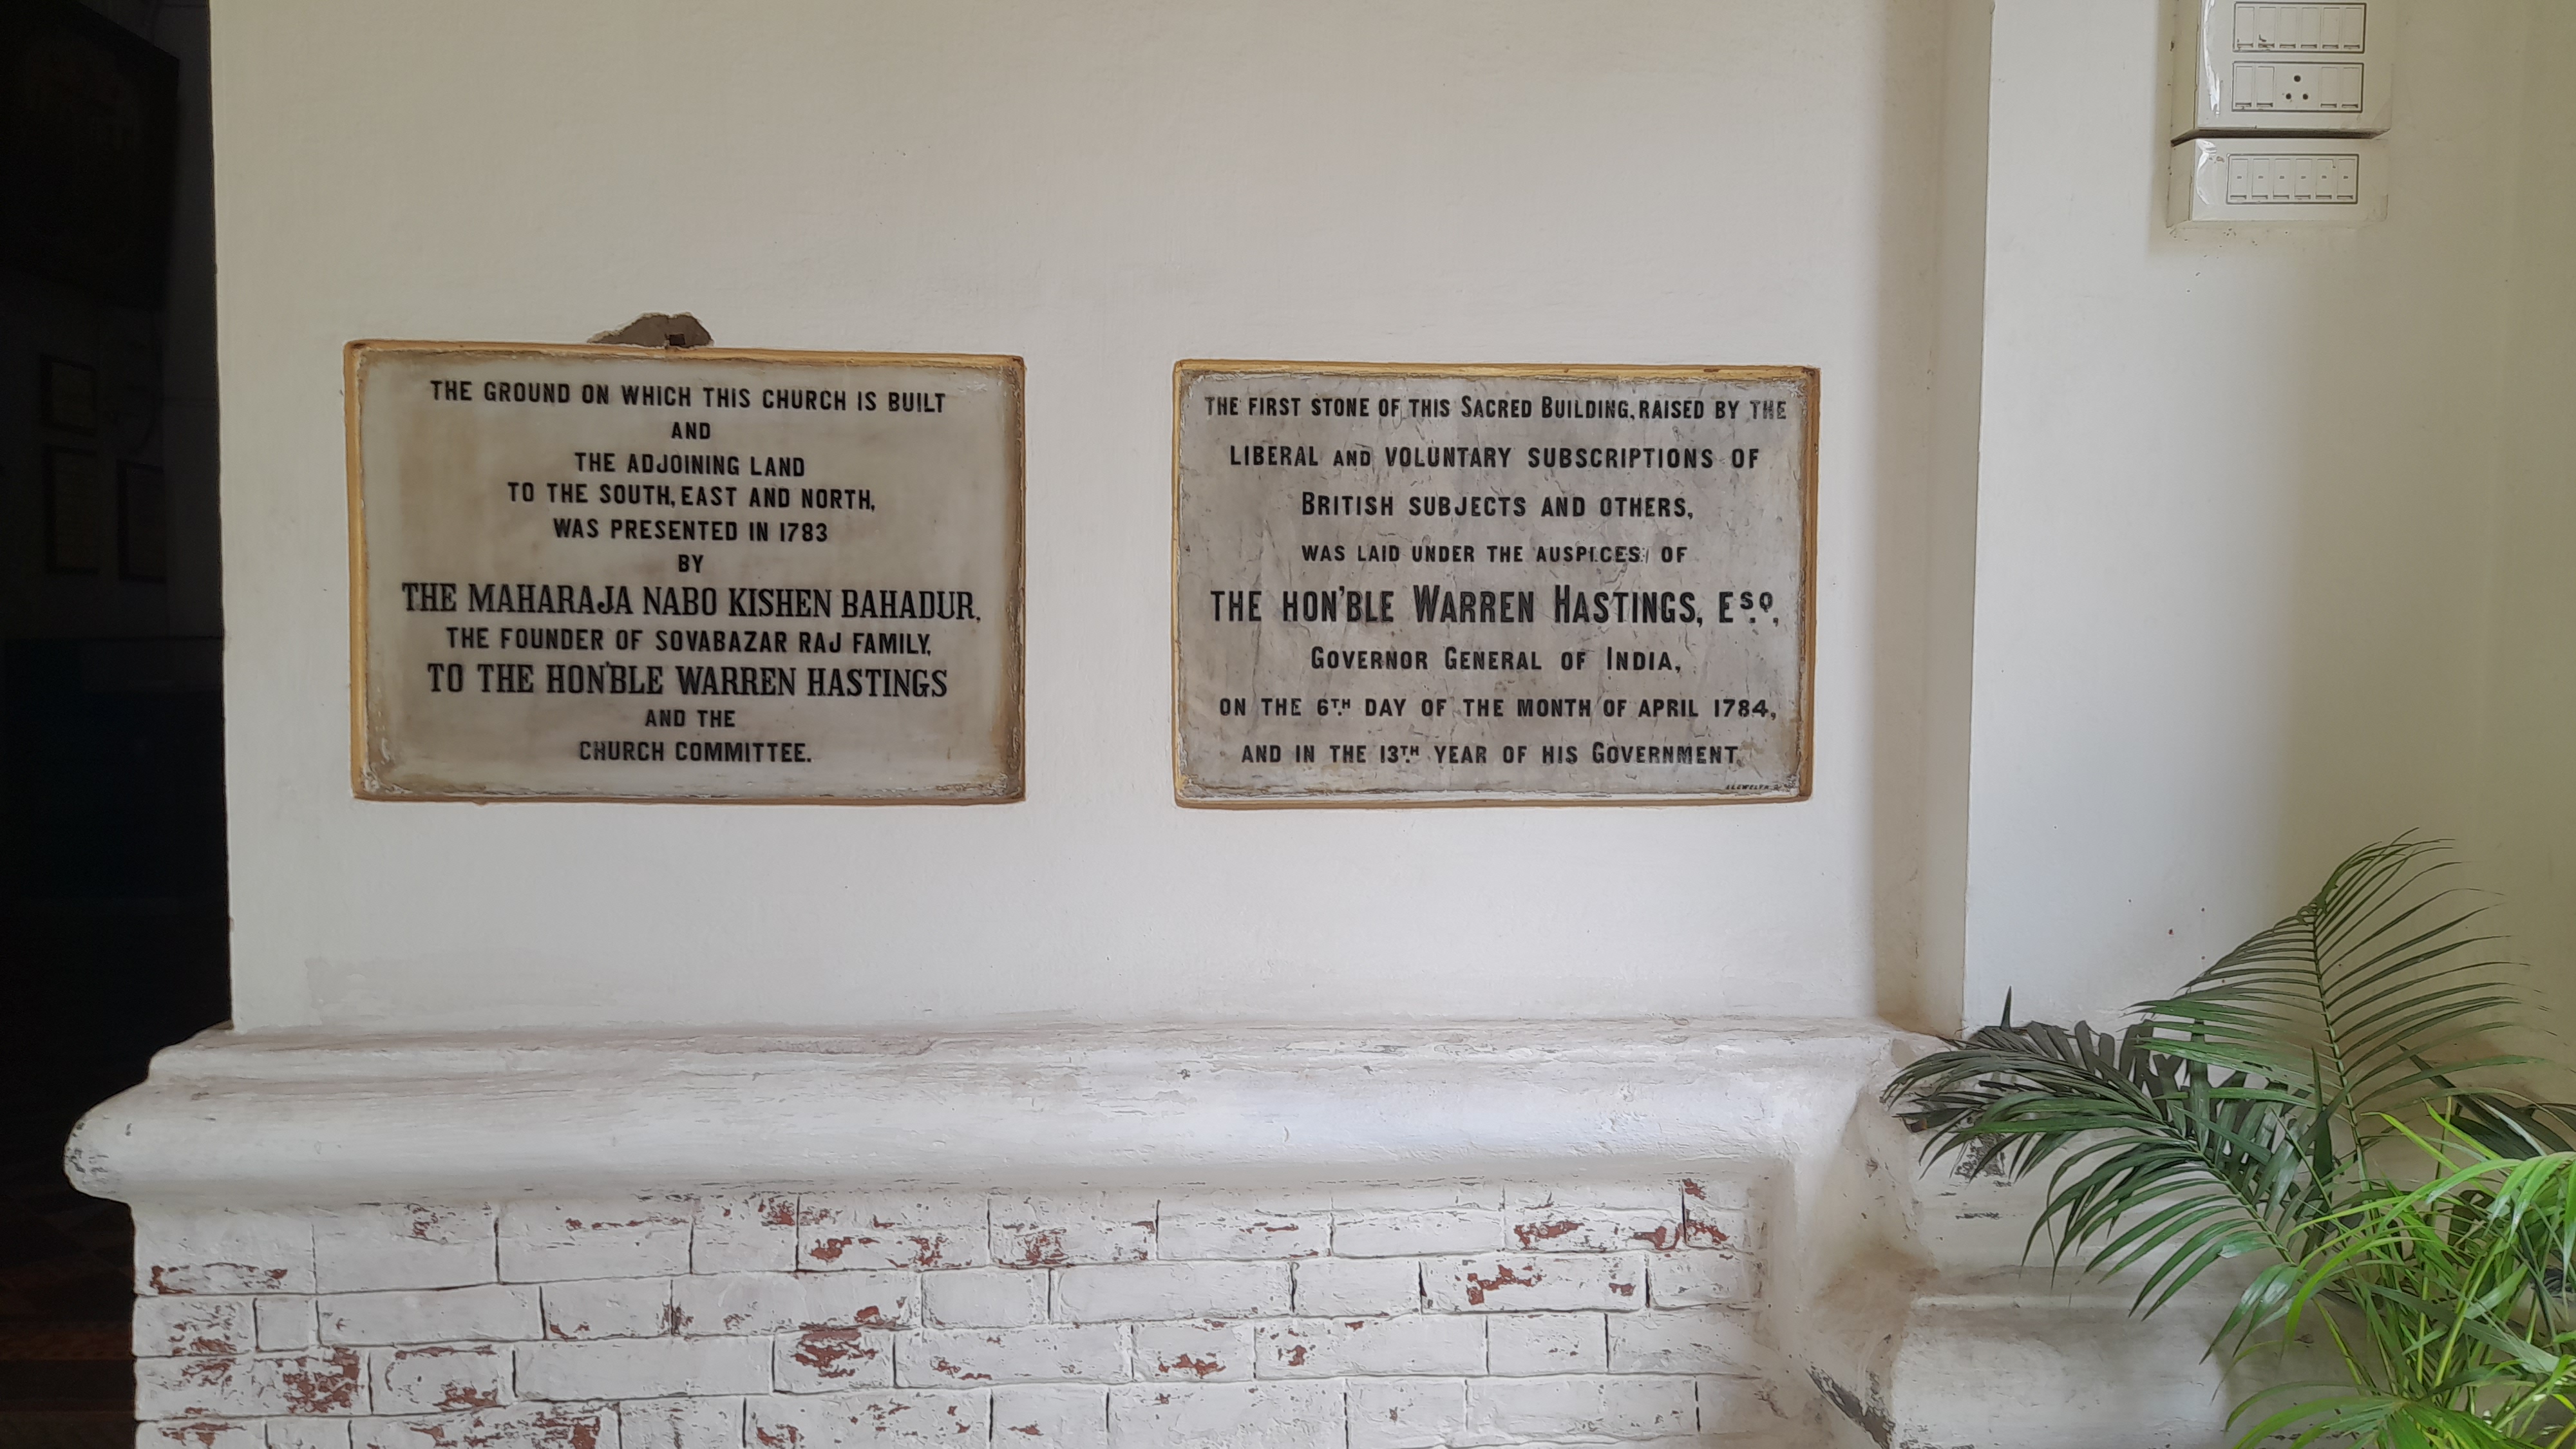 THE GROUND ON WHICH THIS CHURCH IS BUILT
AND
THE ADJOINING LAND
TO THE SOUTH, EAST AND NORTH,
WAS PRESENTED IN 1783
BY
THE MAHARAJA NABO KISHEN BAHADUR,
THE FOUNDER OF SOVABAZAR RAJ FAMILY,
TO THE HON'BLE WARREN HASTINGS
AND THE
CHURCH COMMITTEE.
THE FIRST STONE OF THIS SACRED BUILDING, RAISED BY THE
LIBERAL AND VOLUNTARY SUBSCRIPTIONS OF
BRITISH SUBJECTS AND OTHERS,
WAS LAID UNDER THE AUSPICES OF
THE HON'BLE WARREN HASTINGS, ESQ.,
GOVERNOR GENERAL OF INDIA,
ON THE 6TH DAY OF THE MONTH OF APRIL 1784,
AND IN THE 13TH YEAR OF HIS GOVERNMENT.